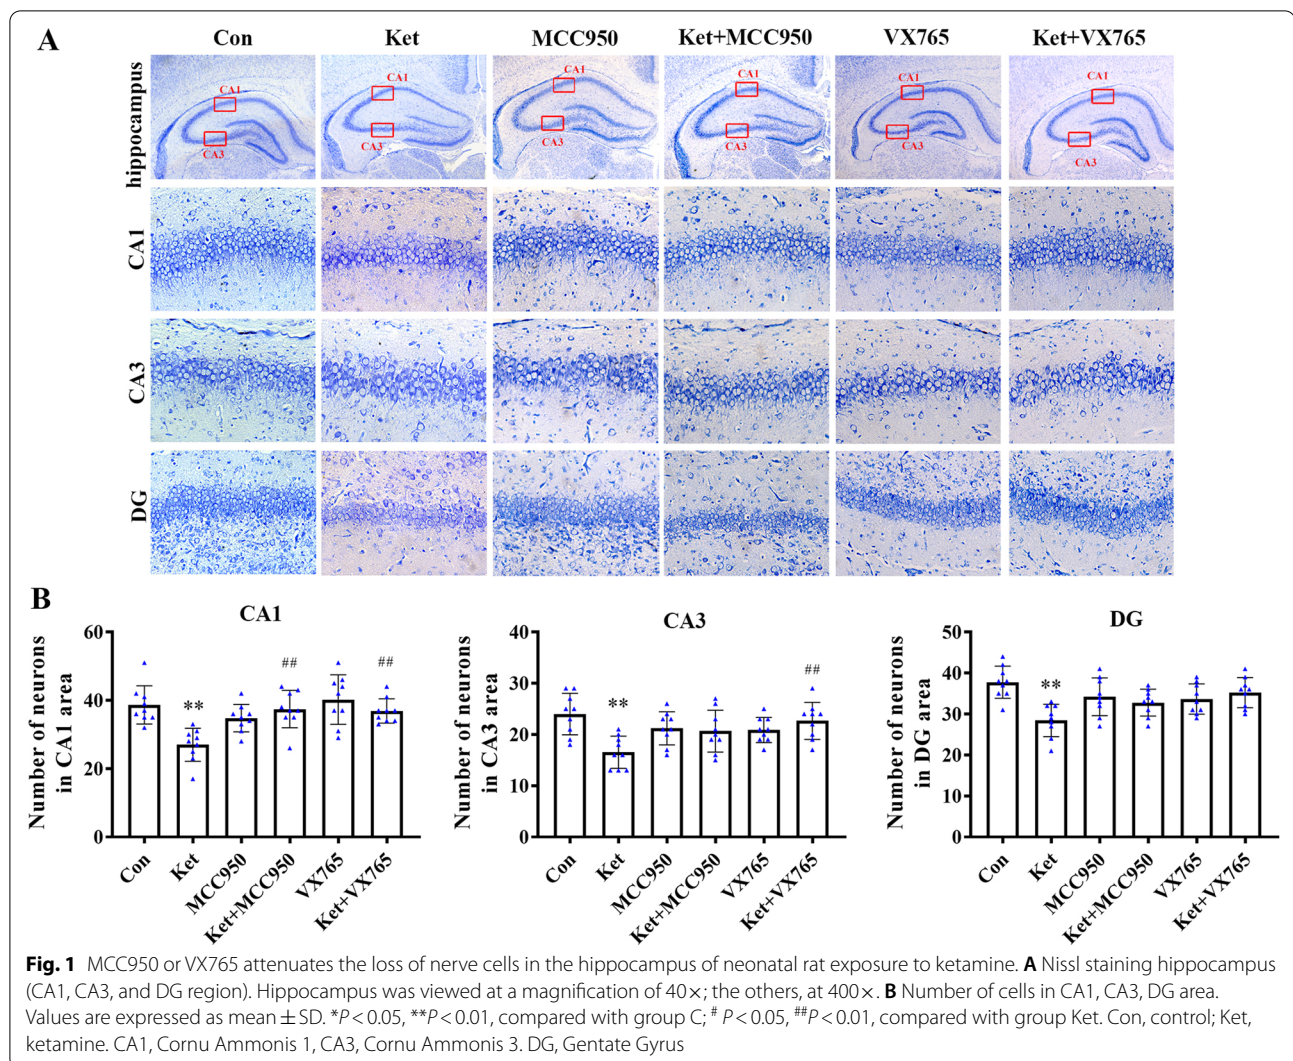 A
Con Ket MCC950 Ket+MCC950 VX765 Ket+VX765
hippocampus
CA1 CA1 CA1 CA1 CA1 CA1
CA3 CA3 CA3 CA3 CA3 CA3
CA1
CA3
DG
B
CA1
Number of neurons
in CA1 area
60
40
20
0
**
##
##
Con Ket MCC950 Ket+MCC950 VX765 Ket+VX765
CA3
Number of neurons
in CA3 area
40
30
20
10
0
**
##
Con Ket MCC950 Ket+MCC950 VX765 Ket+VX765
DG
Number of neurons
in DG area
50
40
30
20
10
0
**
Con Ket MCC950 Ket+MCC950 VX765 Ket+VX765
Fig. 1 MCC950 or VX765 attenuates the loss of nerve cells in the hippocampus of neonatal rat exposure to ketamine. A Nissl staining hippocampus
(CA1, CA3, and DG region). Hippocampus was viewed at a magnification of 40×; the others, at 400×. B Number of cells in CA1, CA3, DG area.
Values are expressed as mean ± SD. *P < 0.05, **P < 0.01, compared with group C; # P < 0.05, ##P < 0.01, compared with group Ket. Con, control; Ket,
ketamine. CA1, Cornu Ammonis 1, CA3, Cornu Ammonis 3. DG, Gentate Gyrus